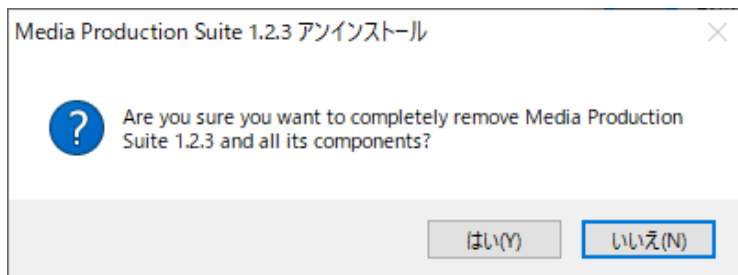 Media Production Suite 1.2.3 アンインストール
Are you sure you want to completely remove Media Production
Suite 1.2.3 and all its components?
はい(Y)
いいえ(N)